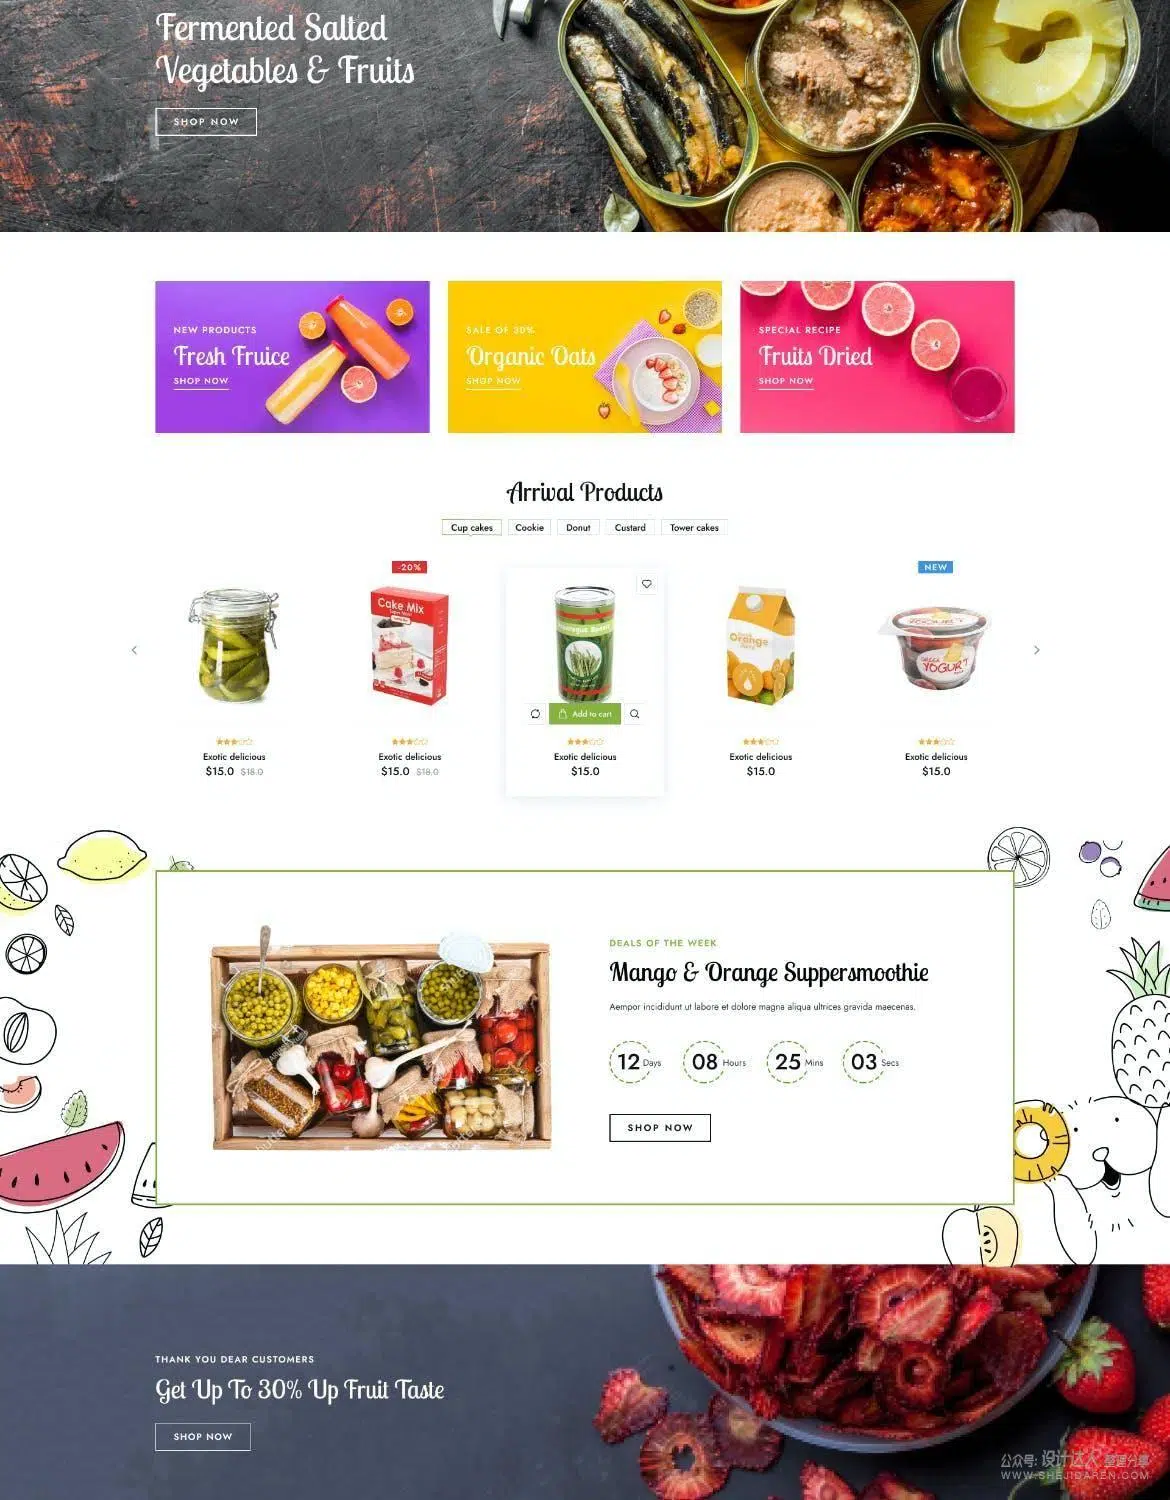 Fermented Salted
Vegetables & Fruits
SHOP NOW
NEW PRODUCTS
Fresh Fruice
SHOP NOW
SALE OF 30%
Organic Oats
SHOP NOW
SPECIAL RECIPE
Fruits Dried
SHOP NOW
Arrival Products
Cup cakes
Cookie
Donut
Custard
Tower cakes
-20%
NEW
Cake Mix
Orange
YOGURT
Add to cart
Exotic delicious
$15.0 $18.0
Exotic delicious
$15.0 $18.0
Exotic delicious
$15.0
Exotic delicious
$15.0
Exotic delicious
$15.0
DEALS OF THE WEEK
Mango & Orange Suppersmoothie
Aempor incididunt ut labore et dolore magna aliqua ultrices gravida maecenas.
12 Days
08 Hours
25 Mins
03 Secs
SHOP NOW
THANK YOU DEAR CUSTOMERS
Get Up To 30% Up Fruit Taste
SHOP NOW
公众号: 设计达人 整理分享
WWW.SHEJIDAREN.COM